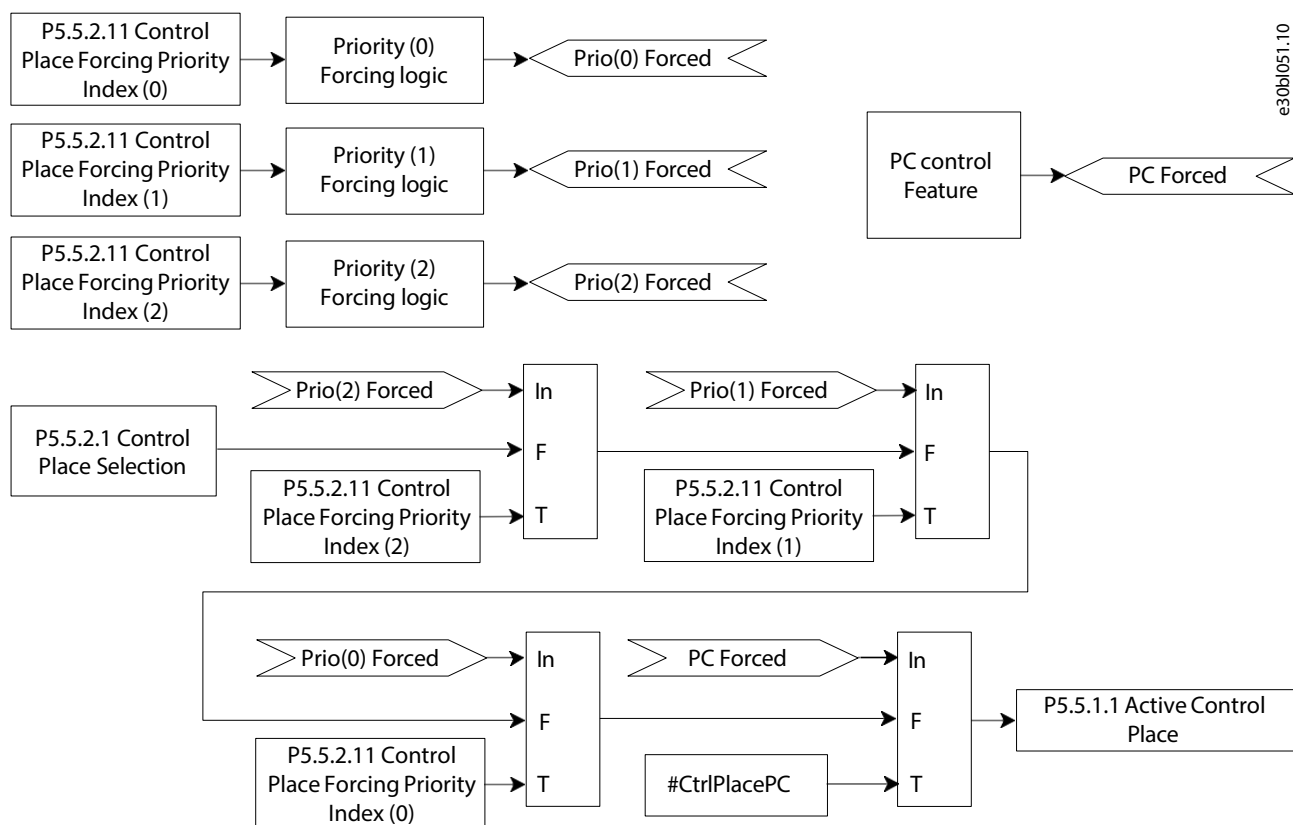 P5.5.2.11 Control
Place Forcing Priority
Index (0)
Priority (0)
Forcing logic
Prio(0) Forced
e30bl051.10
P5.5.2.11 Control
Place Forcing Priority
Index (1)
Priority (1)
Forcing logic
Prio(1) Forced
PC control
Feature
PC Forced
P5.5.2.11 Control
Place Forcing Priority
Index (2)
Priority (2)
Forcing logic
Prio(2) Forced
Prio(2) Forced
In
Prio(1) Forced
In
P5.5.2.1 Control
Place Selection
F
F
P5.5.2.11 Control
Place Forcing Priority
Index (2)
T
P5.5.2.11 Control
Place Forcing Priority
Index (1)
T
Prio(0) Forced
In
PC Forced
In
F
F
P5.5.1.1 Active Control
Place
P5.5.2.11 Control
Place Forcing Priority
Index (0)
T
#CtrlPlacePC
T